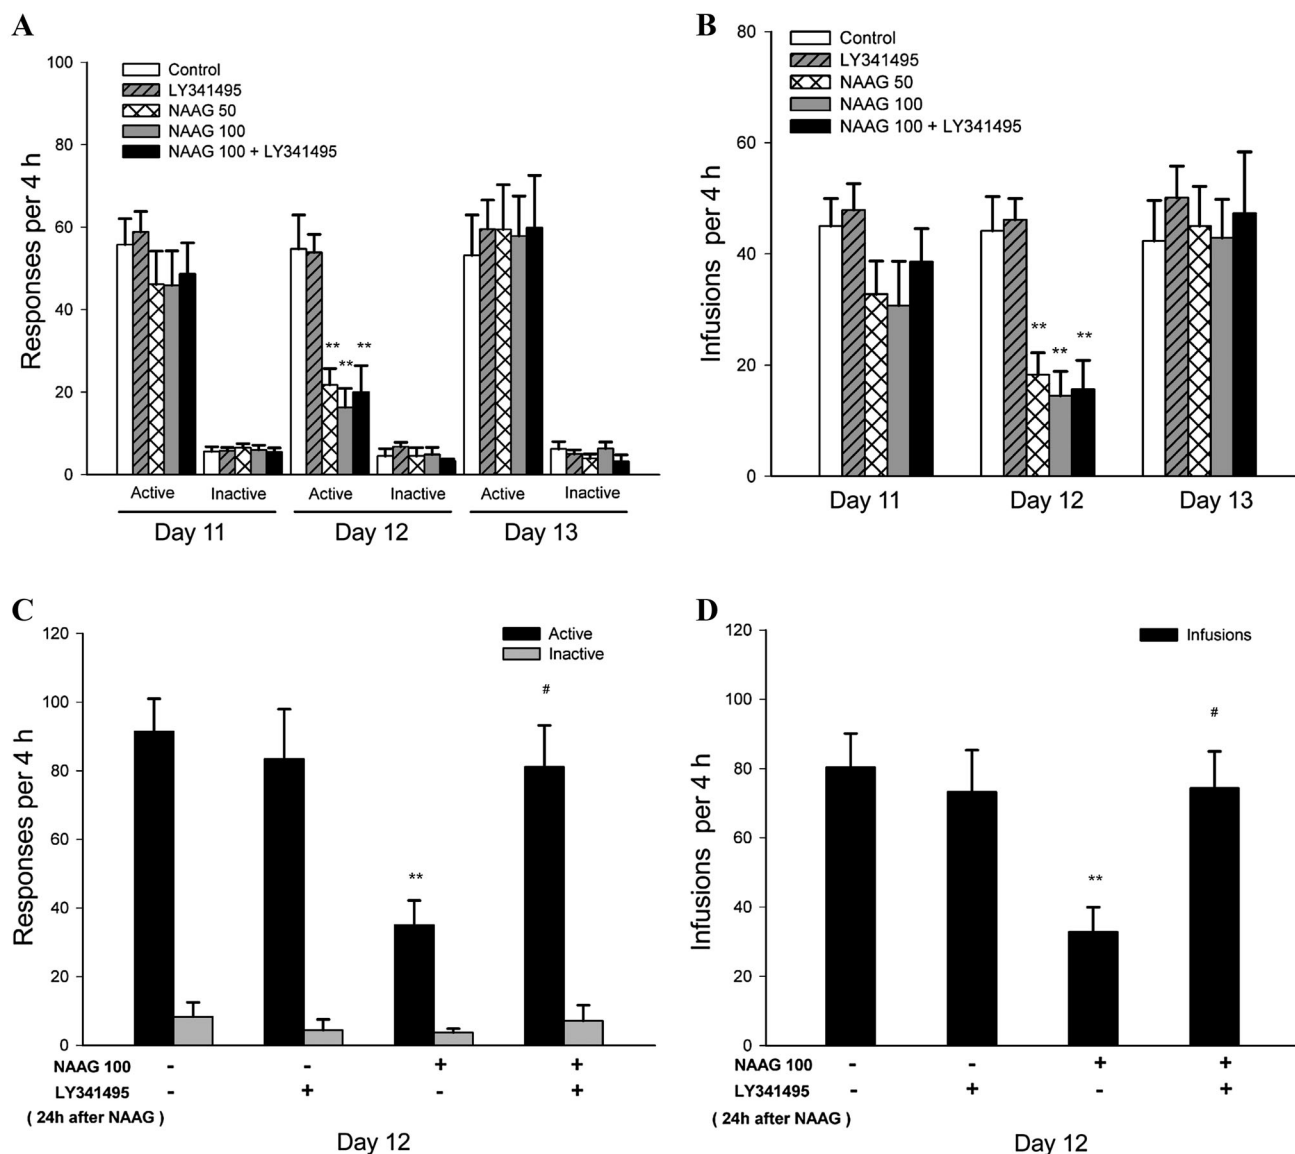 A
Responses per 4 h
100
80
60
40
20
0
Control
LY341495
NAAG 50
NAAG 100
NAAG 100 + LY341495
** ** **
Active Inactive Active Inactive Active Inactive
Day 11 Day 12 Day 13
B
Infusions per 4 h
80
60
40
20
0
Control
LY341495
NAAG 50
NAAG 100
NAAG 100 + LY341495
** ** **
Day 11 Day 12 Day 13
C
Responses per 4 h
120
100
80
60
40
20
0
Active
Inactive
#
**
NAAG 100 - - + +
LY341495 - + - +
( 24h after NAAG )
Day 12
D
Infusions per 4 h
120
100
80
60
40
20
0
Infusions
#
**
NAAG 100 - - + +
LY341495 - + - +
( 24h after NAAG )
Day 12